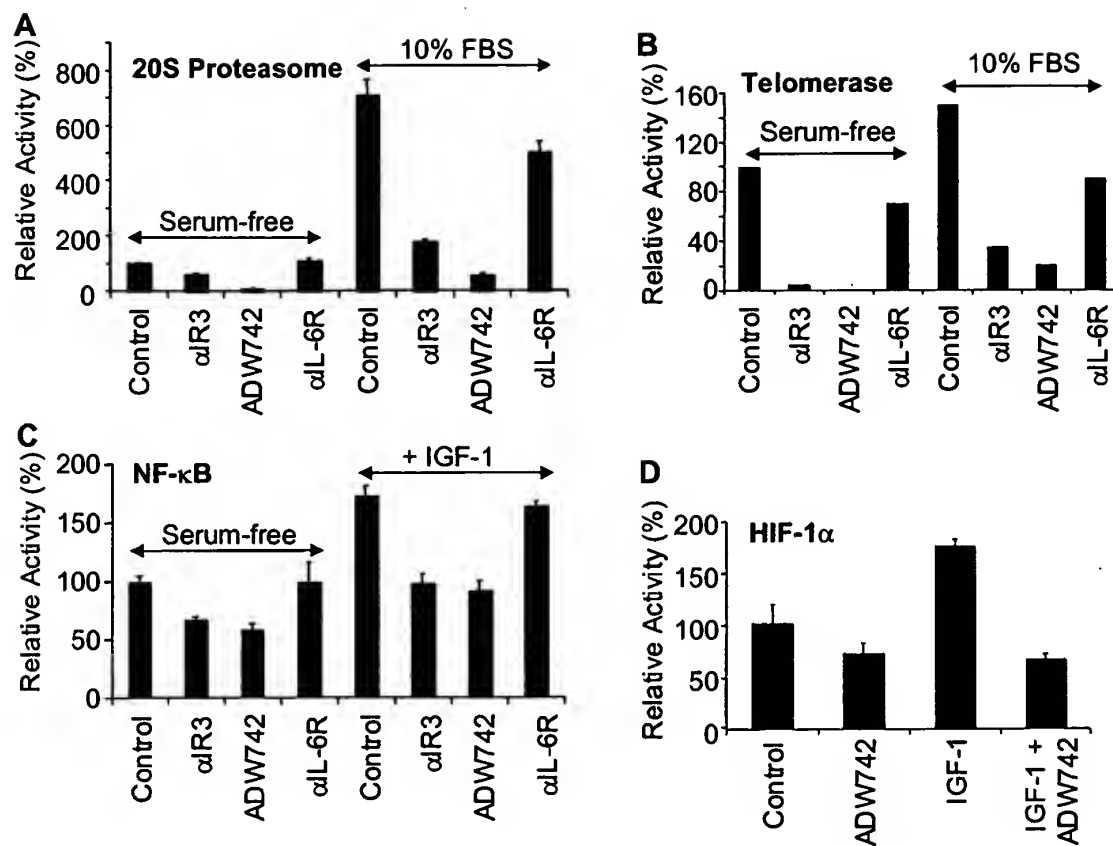 A
Relative Activity (%)
800
600
400
200
0
20S Proteasome
10% FBS
Serum-free
Control
αIR3
ADW742
αIL-6R
Control
αIR3
ADW742
αIL-6R
B
Relative Activity (%)
160
120
80
40
0
Telomerase
10% FBS
Serum-free
Control
αIR3
ADW742
αIL-6R
Control
αIR3
ADW742
αIL-6R
C
Relative Activity (%)
200
150
100
50
0
NF-κB
+ IGF-1
Serum-free
Control
αIR3
ADW742
αIL-6R
Control
αIR3
ADW742
αIL-6R
D
Relative Activity (%)
200
150
100
50
0
HIF-1α
Control
ADW742
IGF-1
IGF-1 +
ADW742